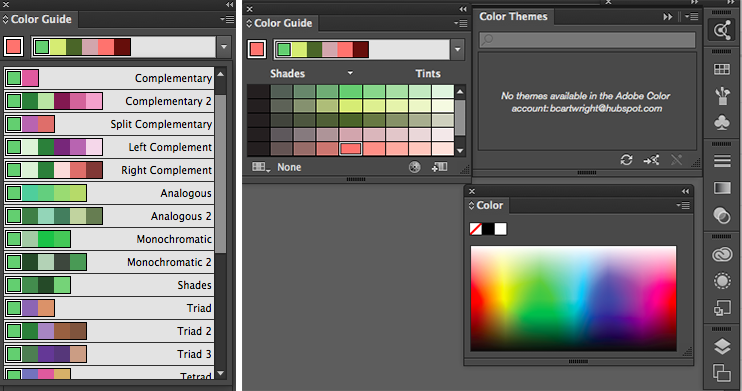 Color Guide
Complementary
Complementary 2
Split Complementary
Left Complement
Right Complement
Analogous
Analogous 2
Monochromatic
Monochromatic 2
Shades
Triad
Triad 2
Triad 3
Tetrad
Color Guide
Shades
Tints
None
Color Themes
No themes available in the Adobe Color
account: bcartwright@hubspot.com
Color